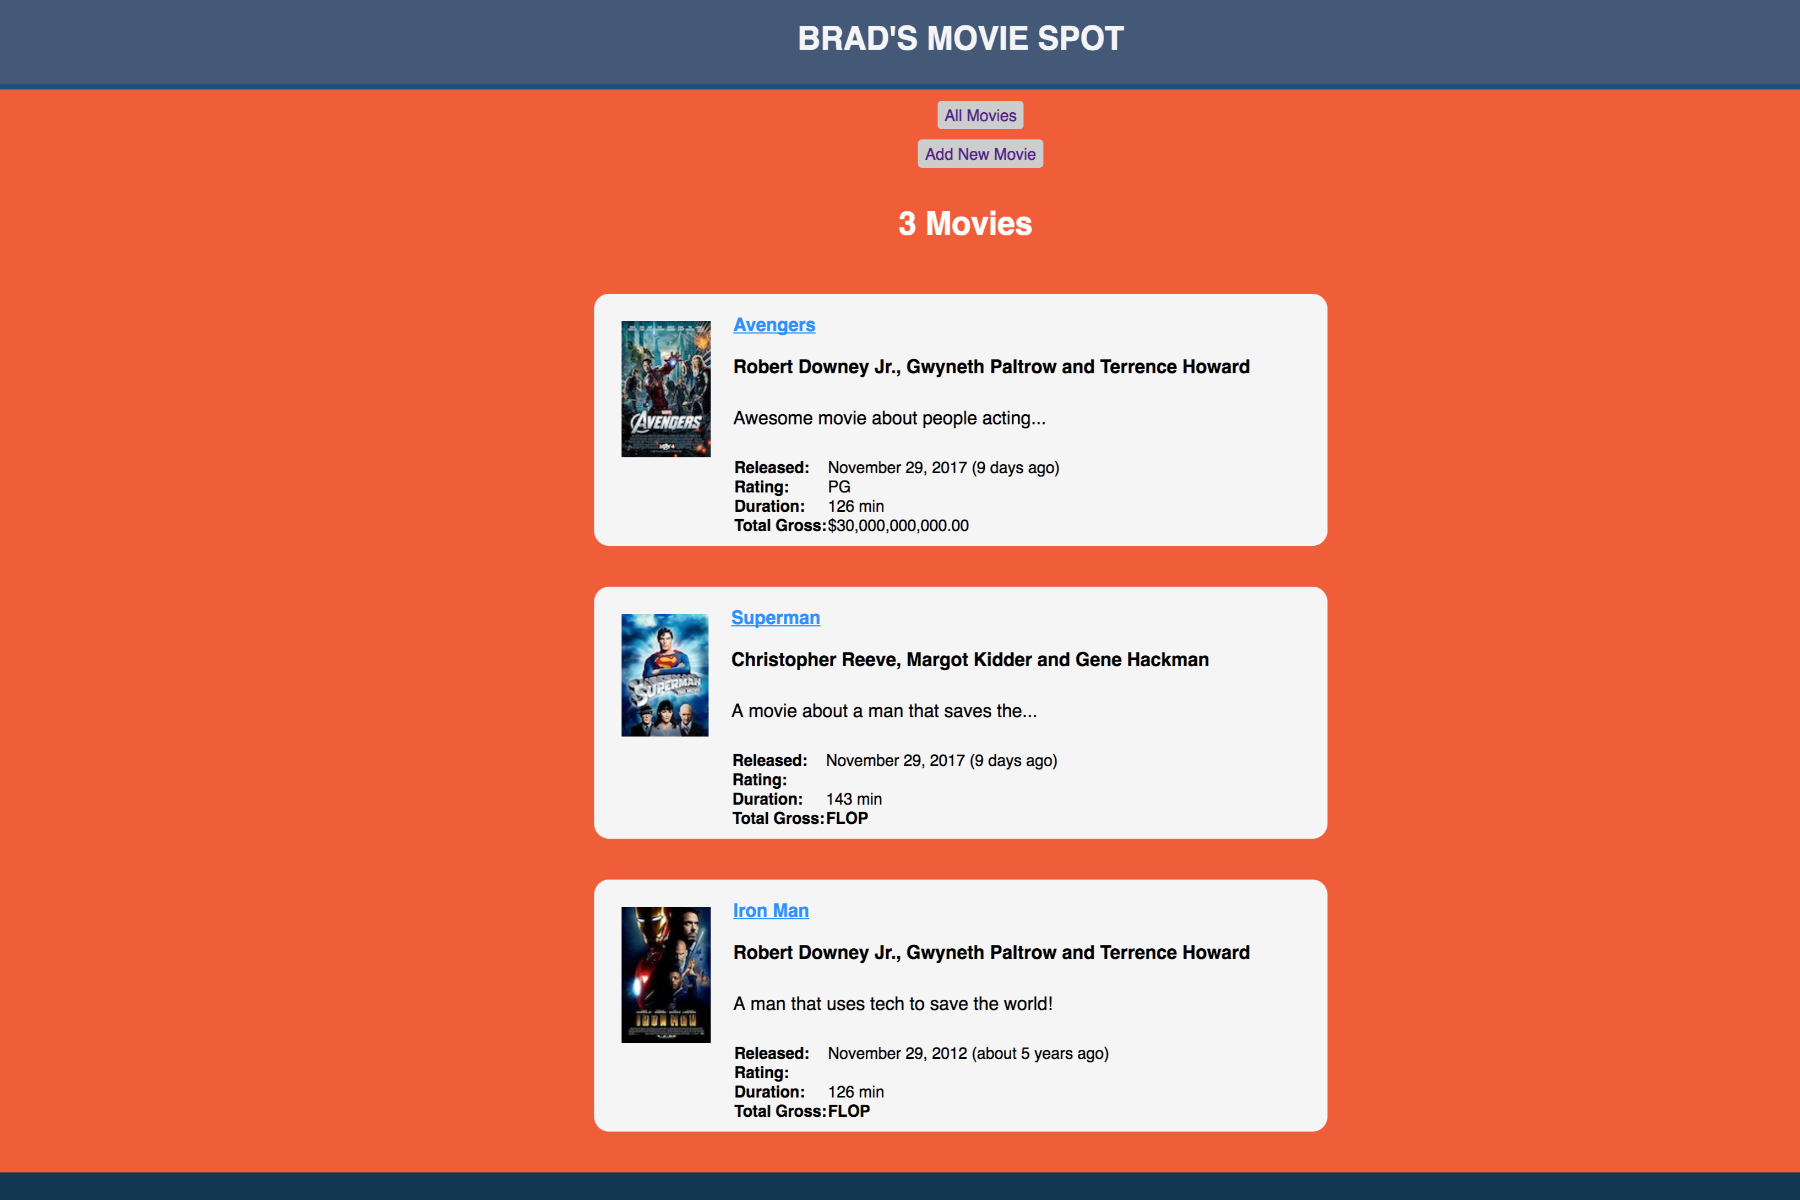 BRAD'S MOVIE SPOT
All Movies
Add New Movie
3 Movies
Avengers
Robert Downey Jr., Gwyneth Paltrow and Terrence Howard
Awesome movie about people acting...
Released: November 29, 2017 (9 days ago)
Rating: PG
Duration: 126 min
Total Gross: $30,000,000,000.00
AVENGERS
Superman
Christopher Reeve, Margot Kidder and Gene Hackman
A movie about a man that saves the...
Released: November 29, 2017 (9 days ago)
Rating:
Duration: 143 min
Total Gross: FLOP
SUPERMAN
Iron Man
Robert Downey Jr., Gwyneth Paltrow and Terrence Howard
A man that uses tech to save the world!
Released: November 29, 2012 (about 5 years ago)
Rating:
Duration: 126 min
Total Gross: FLOP
IRON MAN